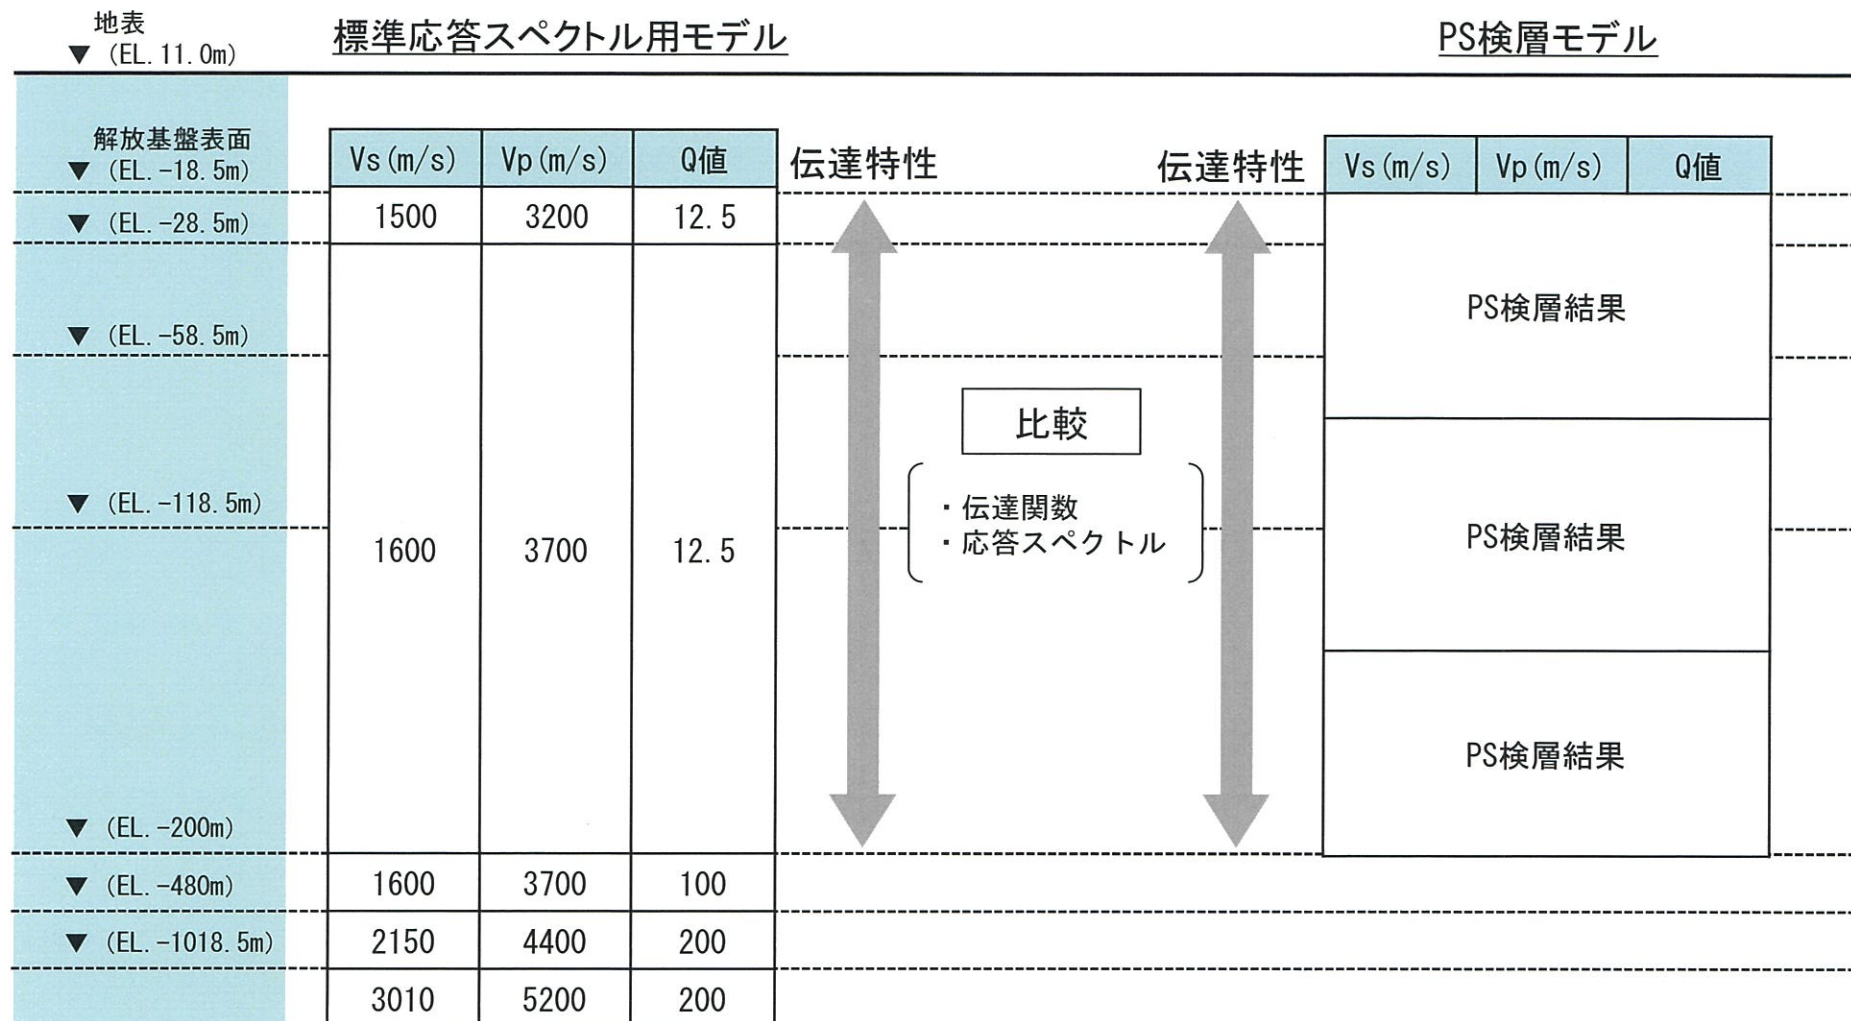 地表
▼ (EL. 11.0m)
標準応答スペクトル用モデル
PS検層モデル
解放基盤表面
▼ (EL. -18.5m)
Vs(m/s) Vp(m/s) Q値
伝達特性
伝達特性
Vs(m/s) Vp(m/s) Q値
▼ (EL. -28.5m)
1500 3200 12.5
PS検層結果
▼ (EL. -58.5m)
比較
▼ (EL. -118.5m)
・伝達関数
・応答スペクトル
1600 3700 12.5
PS検層結果
PS検層結果
▼ (EL. -200m)
▼ (EL. -480m)
1600 3700 100
▼ (EL. -1018.5m)
2150 4400 200
3010 5200 200